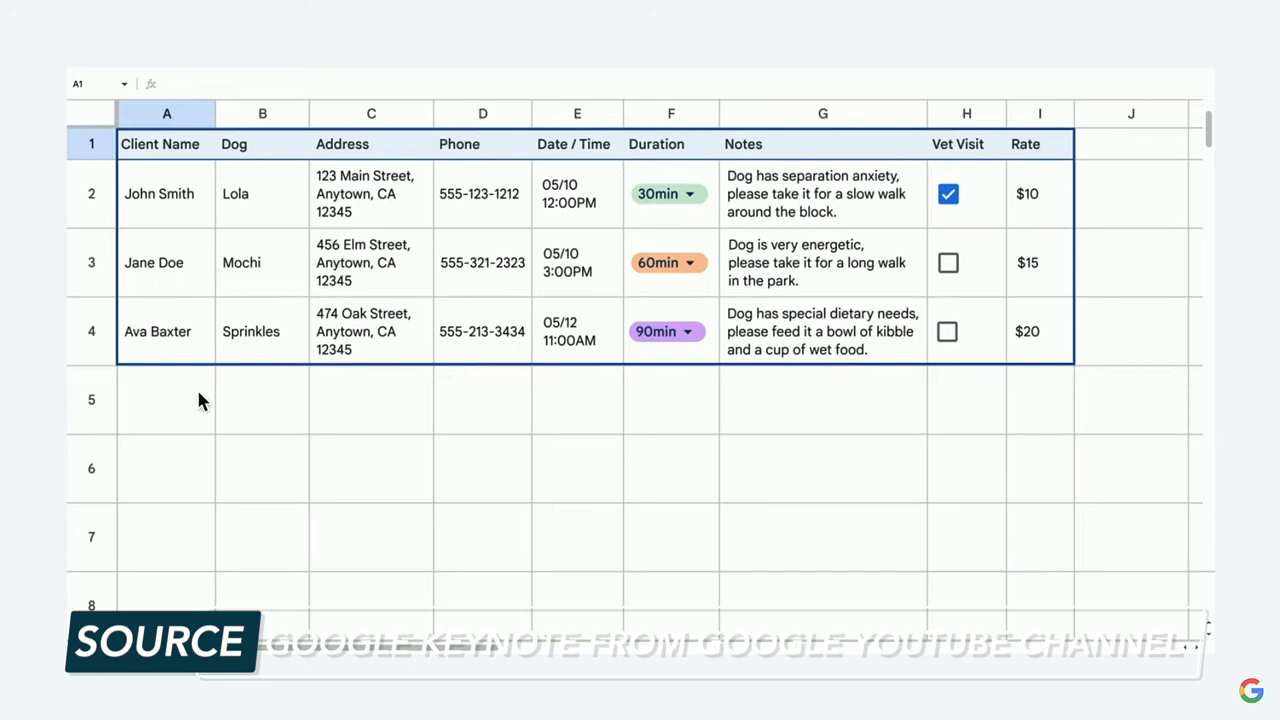 A1 fx
A B C D E F G H I J
1 Client Name Dog Address Phone Date / Time Duration Notes Vet Visit Rate
2 John Smith Lola 123 Main Street,
Anytown, CA
12345 555-123-1212 05/10
12:00PM 30min Dog has separation anxiety,
please take it for a slow walk
around the block. $10
3 Jane Doe Mochi 456 Elm Street,
Anytown, CA
12345 555-321-2323 05/10
3:00PM 60min Dog is very energetic,
please take it for a long walk
in the park. $15
4 Ava Baxter Sprinkles 474 Oak Street,
Anytown, CA
12345 555-213-3434 05/12
11:00AM 90min Dog has special dietary needs,
please feed it a bowl of kibble
and a cup of wet food. $20
5
6
7
8
SOURCE GOOGLE KEYNOTE FROM GOOGLE YOUTUBE CHANNEL
G